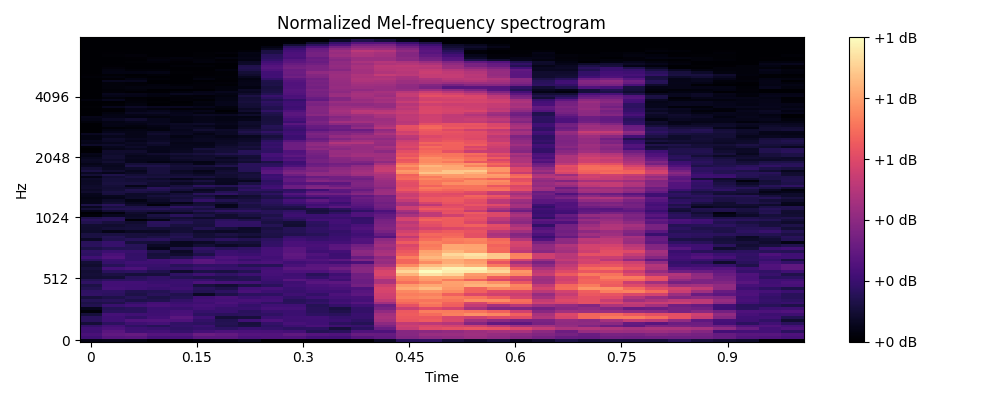 Normalized Mel-frequency spectrogram
Hz
4096
2048
1024
512
0
0 0.15 0.3 0.45 0.6 0.75 0.9
Time
+1 dB
+1 dB
+1 dB
+0 dB
+0 dB
+0 dB